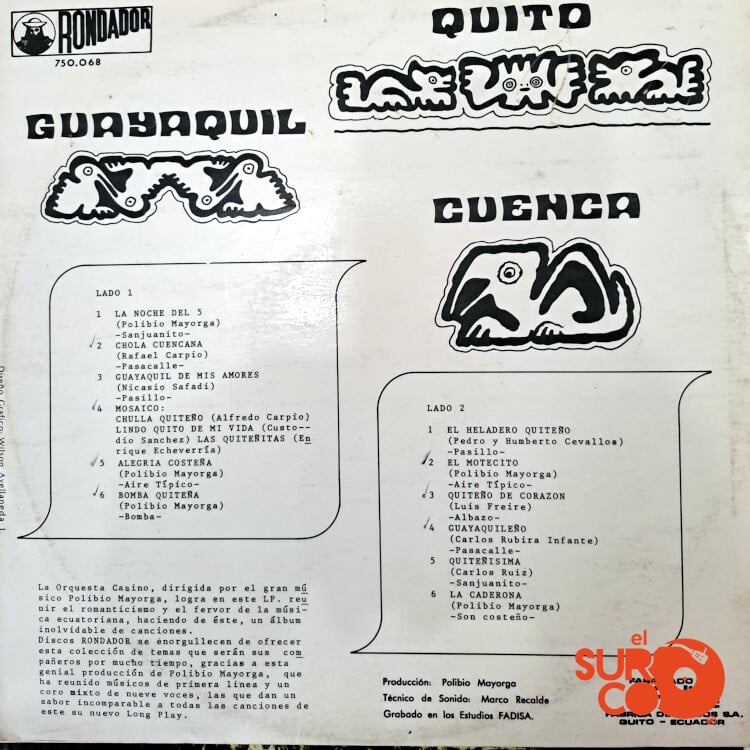 RONDADOR
750,068
QUITO
GUAYAQUIL
CUENCA
LADO 1
1 LA NOCHE DEL 5
(Polibio Mayorga)
-Sanjuanito-
2 CHOLA CUENCANA
(Rafael Carpio)
-Pasacalle-
3 GUAYAQUIL DE MIS AMORES
(Nicasio Safadi)
-Pasillo-
4 MOSAICO:
CHULLA QUITEÑO (Alfredo Carpio)
LINDO QUITO DE MI VIDA (Custo--
dio Sanchez) LAS QUITEÑITAS (En
rique Echeverría)
5 ALEGRIA COSTEÑA
(Polibio Mayorga)
-Aire Típico-
6 BOMBA QUITEÑA
(Polibio Mayorga)
-Bomba-
LADO 2
1 EL HELADERO QUITEÑO
(Pedro y Humberto Cevallos)
-Pasillo-
2 EL MOTECITO
(Polibio Mayorga)
-Aire Típico-
3 QUITEÑO DE CORAZON
(Luis Freire)
-Albazo-
4 GUAYAQUILEÑO
(Carlos Rubira Infante)
-Pasacalle-
5 QUITEÑISIMA
(Carlos Ruiz)
-Sanjuanito-
6 LA CADERONA
(Polibio Mayorga)
-Son costeño-
La Orquesta Casino, dirigida por el gran mú
sico Polibio Mayorga, logra en este LP. reu
nir el romanticismo y el fervor de la músi-
ca ecuatoriana, haciendo de éste, un álbum
inolvidable de canciones.
Discos RONDADOR se enorgullecen de ofrecer
esta colección de temas que serán sus com
pañeros por mucho tiempo, gracias a esta
genial producción de Polibio Mayorga, que
ha reunido músicos de primera línea y un
coro mixto de nueve voces, las que dan un
sabor incomparable a todas las canciones de
este su nuevo Long Play.
Producción: Polibio Mayorga
Técnico de Sonido: Marco Recalde
Grabado en los Estudios FADISA.
Diseño Gráfico: Wilson Avellaneda
el
SURCO
QUITO - ECUADOR